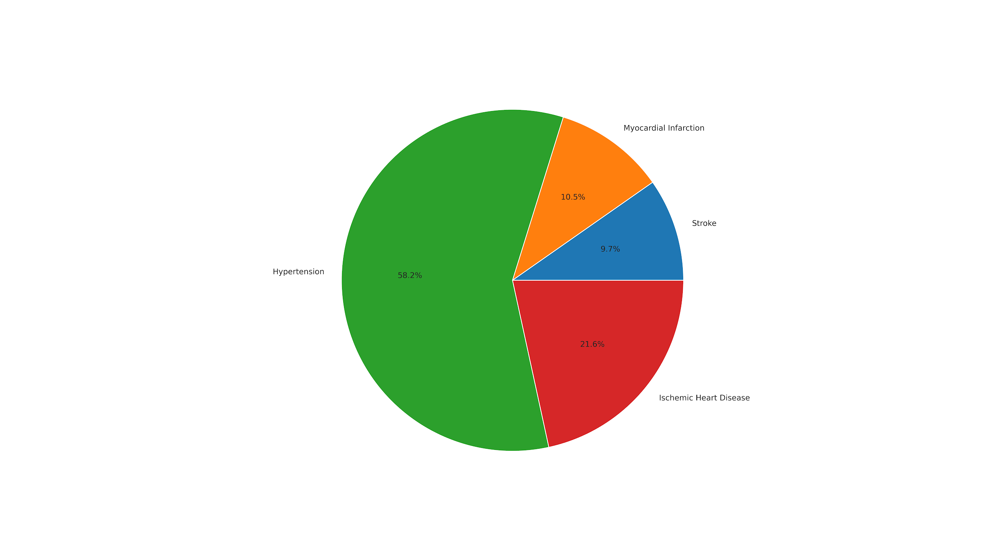 Myocardial Infarction
10.5%
Stroke
9.7%
Hypertension
58.2%
21.6%
Ischemic Heart Disease